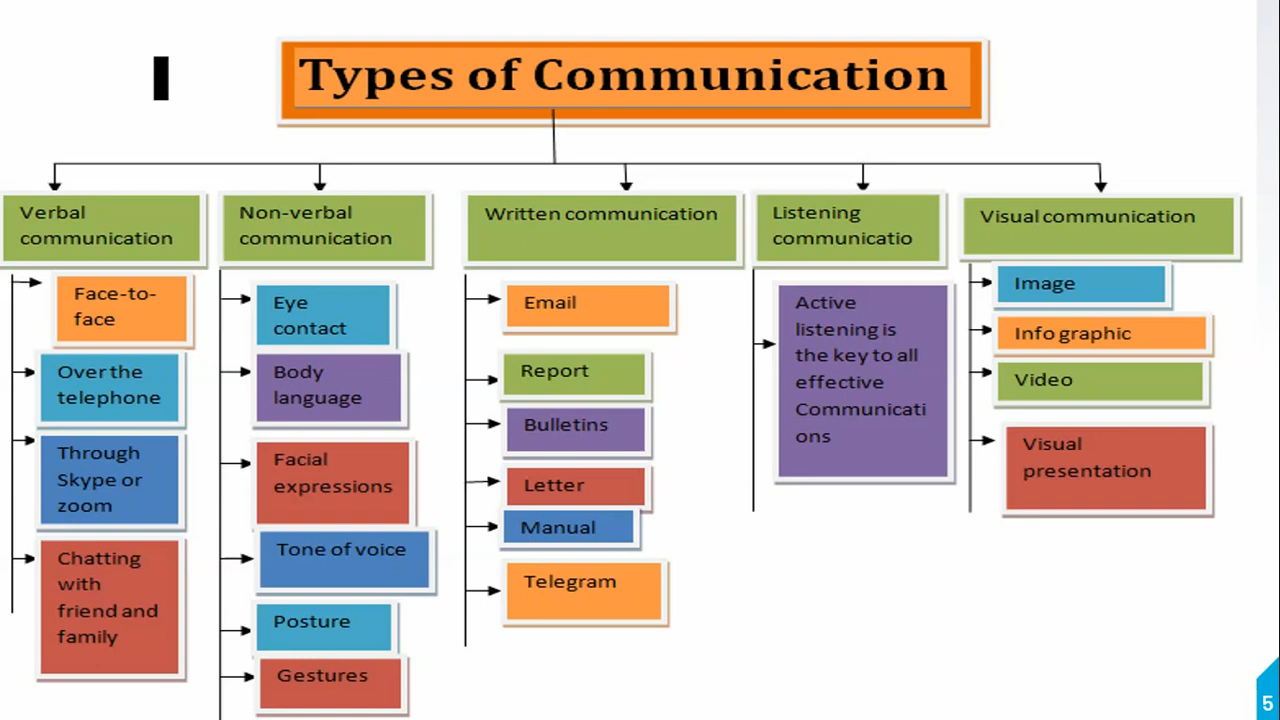 Types of Communication
Verbal
communication
Face-to-
face
Over the
telephone
Through
Skype or
zoom
Chatting
with
friend and
family
Non-verbal
communication
Eye
contact
Body
language
Facial
expressions
Tone of voice
Posture
Gestures
Written communication
Email
Report
Bulletins
Letter
Manual
Telegram
Listening
communicatio
Active
listening is
the key to all
effective
Communicati
ons
Visual communication
Image
Info graphic
Video
Visual
presentation
5